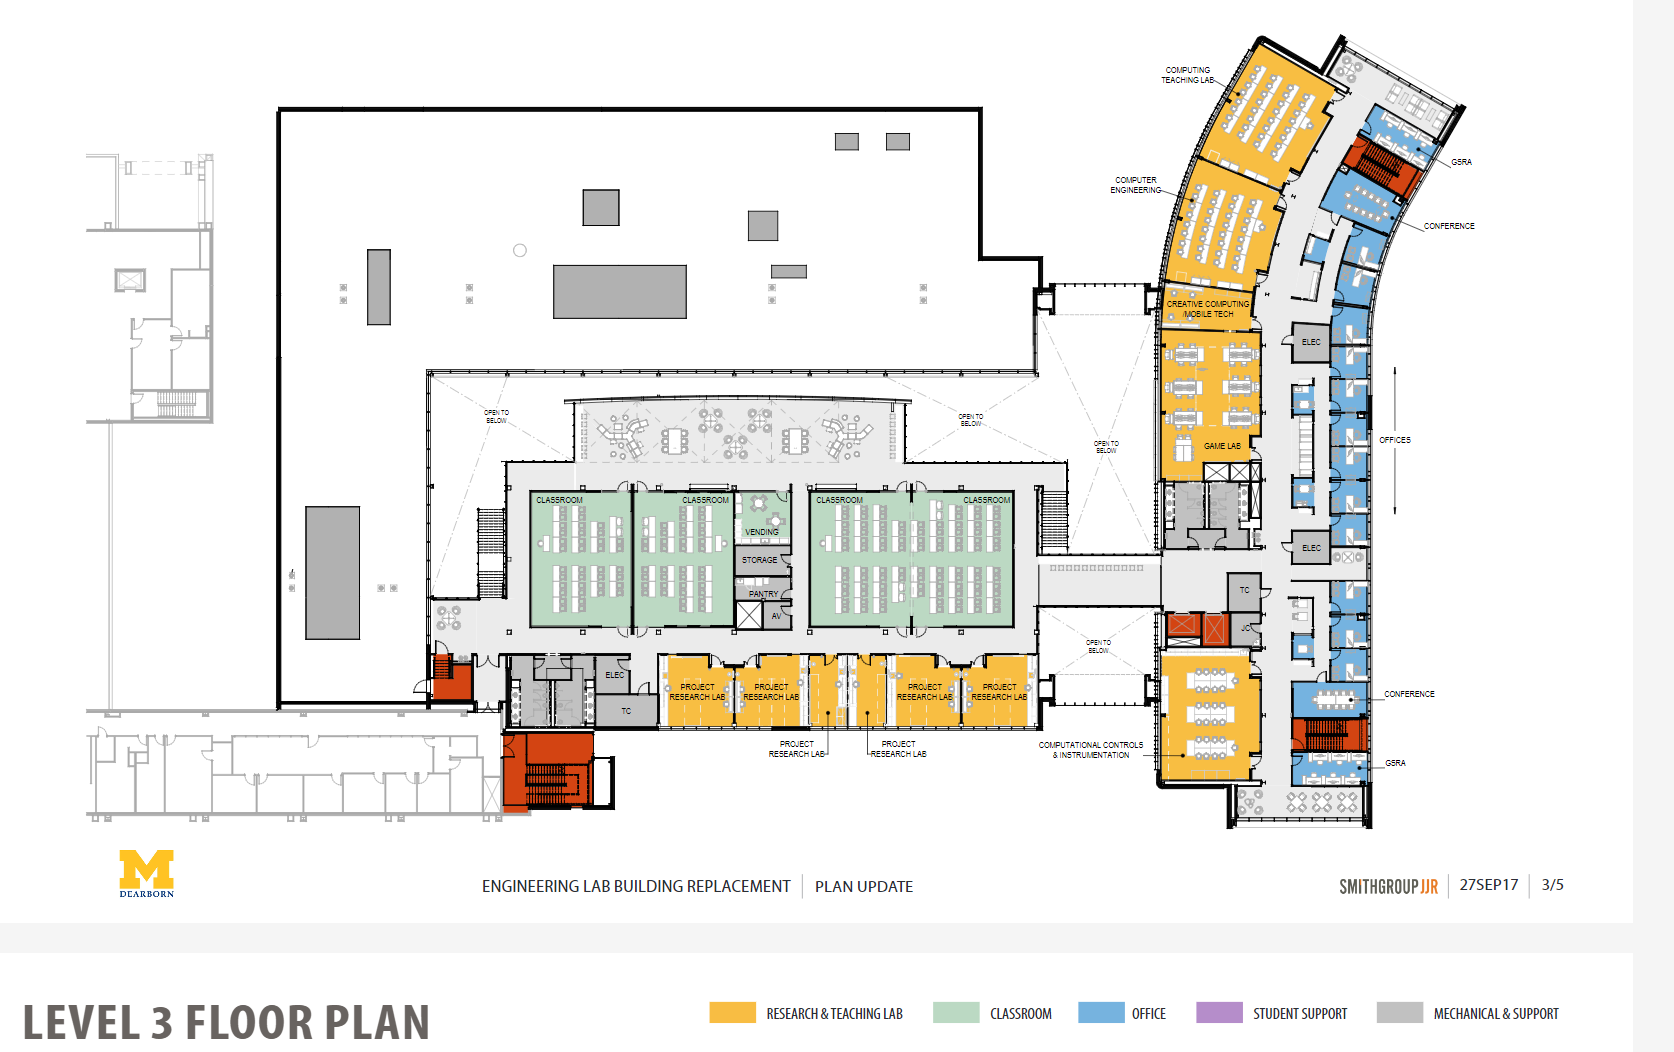 COMPUTING
TEACHING LAB
GSRA
COMPUTER
ENGINEERING
CONFERENCE
CREATIVE COMPUTING
/MOBILE TECH
ELEC
OPEN TO
BELOW
OPEN TO
BELOW
OPEN TO
BELOW
GAME LAB
OFFICES
CLASSROOM
CLASSROOM
CLASSROOM
CLASSROOM
VENDING
STORAGE
PANTRY
AV
ELEC
TC
JC
OPEN TO
BELOW
ELEC
TC
PROJECT
RESEARCH LAB
PROJECT
RESEARCH LAB
PROJECT
RESEARCH LAB
PROJECT
RESEARCH LAB
PROJECT
RESEARCH LAB
PROJECT
RESEARCH LAB
CONFERENCE
COMPUTATIONAL CONTROLS
& INSTRUMENTATION
GSRA
M
DEARBORN
ENGINEERING LAB BUILDING REPLACEMENT PLAN UPDATE
SMITHGROUPJJR 27SEP17 3/5
LEVEL 3 FLOOR PLAN
RESEARCH & TEACHING LAB CLASSROOM OFFICE STUDENT SUPPORT MECHANICAL & SUPPORT